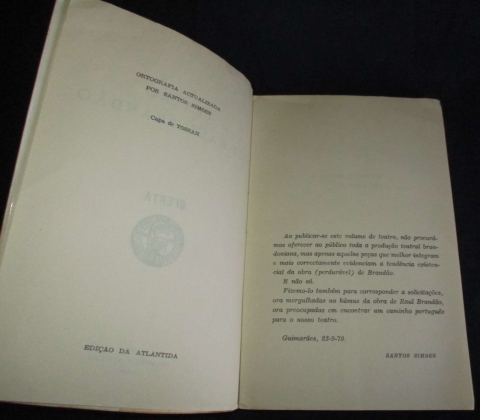 ORTOGRAFIA ACTUALIZADA
POR SANTOS SIMÕES
Capa de TOSSAN
OFERTA
EDIÇÃO DA ATLANTIDA
Ao publicar-se este volume de teatro, não procurá-
mos oferecer ao público toda a produção teatral bran-
doniana, mas apenas aquelas peças que melhor integram
e mais correctamente evidenciam a tendência existen-
cial da obra (perdurável) de Brandão.
E não só.
Fizemo-lo também para corresponder a solicitações,
ora mergulhadas no húmus da obra de Raul Brandão,
ora preocupadas em encontrar um caminho português
para o nosso teatro.
Guimarães, 22-5-70.
SANTOS SIMÕES